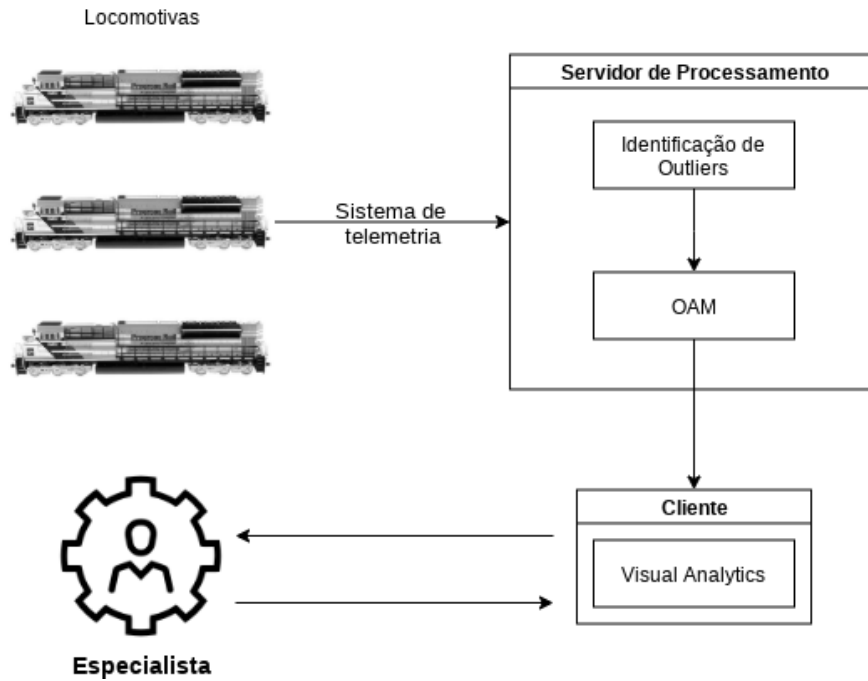 Locomotivas
Servidor de Processamento
Identificação de
Outliers
Sistema de
telemetria
OAM
Cliente
Visual Analytics
Especialista